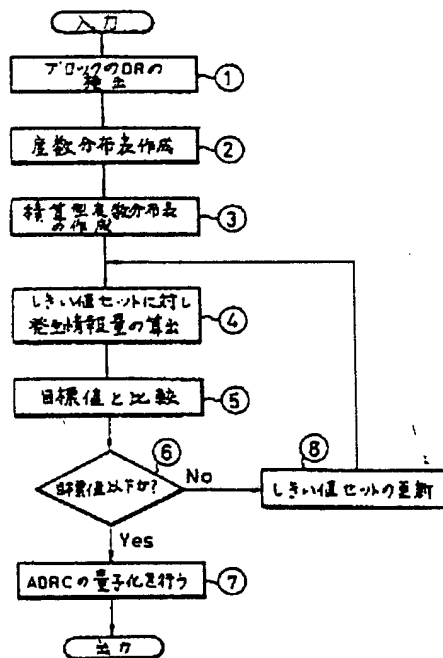 入力
ブロックのDRの
検出
①
度数分布表作成
②
積算型度数分布表
の作成
③
しきい値セットに対し
発生情報量の算出
④
目標値と比較
⑤
⑥
目標値以下か?
No
⑧
しきい値セットの更新
Yes
ADRCの量子化を行う
⑦
出力